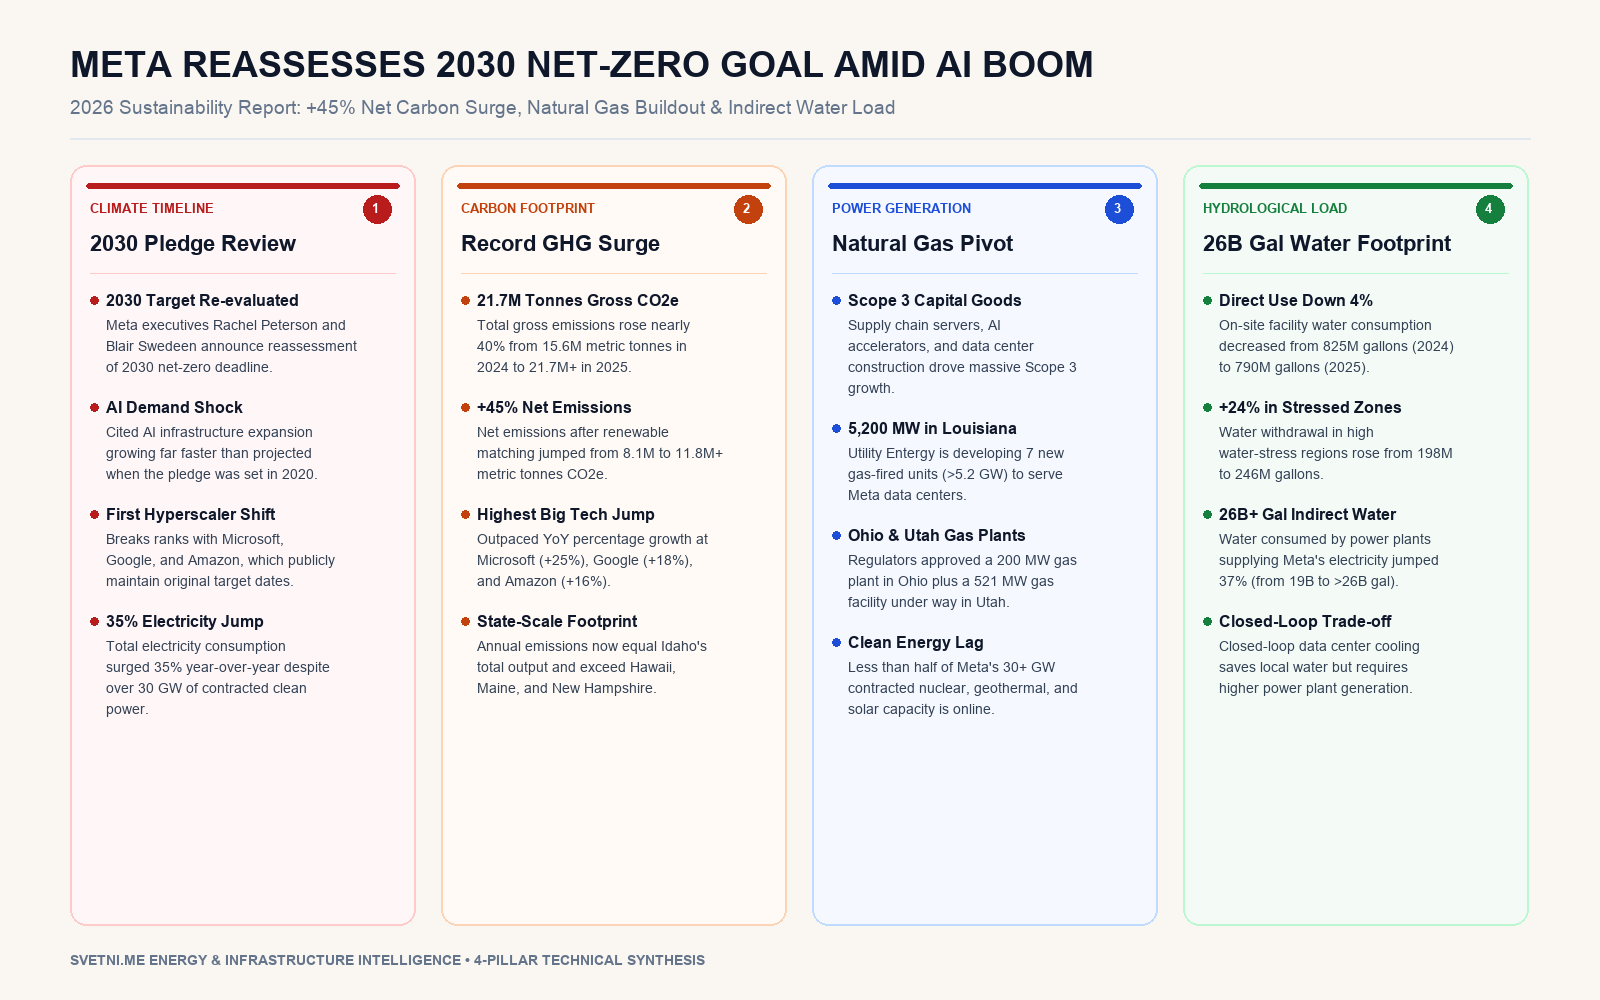 META REASSESSES 2030 NET-ZERO GOAL AMID AI BOOM
2026 Sustainability Report: +45% Net Carbon Surge, Natural Gas Buildout & Indirect Water Load
CLIMATE TIMELINE
1
2030 Pledge Review
2030 Target Re-evaluated
Meta executives Rachel Peterson and
Blair Swedeen announce reassessment
of 2030 net-zero deadline.
AI Demand Shock
Cited AI infrastructure expansion
growing far faster than projected
when the pledge was set in 2020.
First Hyperscaler Shift
Breaks ranks with Microsoft,
Google, and Amazon, which publicly
maintain original target dates.
35% Electricity Jump
Total electricity consumption
surged 35% year-over-year despite
over 30 GW of contracted clean
power.
CARBON FOOTPRINT
2
Record GHG Surge
21.7M Tonnes Gross CO2e
Total gross emissions rose nearly
40% from 15.6M metric tonnes in
2024 to 21.7M+ in 2025.
+45% Net Emissions
Net emissions after renewable
matching jumped from 8.1M to 11.8M+
metric tonnes CO2e.
Highest Big Tech Jump
Outpaced YoY percentage growth at
Microsoft (+25%), Google (+18%),
and Amazon (+16%).
State-Scale Footprint
Annual emissions now equal Idaho's
total output and exceed Hawaii,
Maine, and New Hampshire.
POWER GENERATION
3
Natural Gas Pivot
Scope 3 Capital Goods
Supply chain servers, AI
accelerators, and data center
construction drove massive Scope 3
growth.
5,200 MW in Louisiana
Utility Entergy is developing 7 new
gas-fired units (>5.2 GW) to serve
Meta data centers.
Ohio & Utah Gas Plants
Regulators approved a 200 MW gas
plant in Ohio plus a 521 MW gas
facility under way in Utah.
Clean Energy Lag
Less than half of Meta's 30+ GW
contracted nuclear, geothermal, and
solar capacity is online.
HYDROLOGICAL LOAD
4
26B Gal Water Footprint
Direct Use Down 4%
On-site facility water consumption
decreased from 825M gallons (2024)
to 790M gallons (2025).
+24% in Stressed Zones
Water withdrawal in high
water-stress regions rose from 198M
to 246M gallons.
26B+ Gal Indirect Water
Water consumed by power plants
supplying Meta's electricity jumped
37% (from 19B to >26B gal).
Closed-Loop Trade-off
Closed-loop data center cooling
saves local water but requires
higher power plant generation.
SVETNI.ME ENERGY & INFRASTRUCTURE INTELLIGENCE • 4-PILLAR TECHNICAL SYNTHESIS